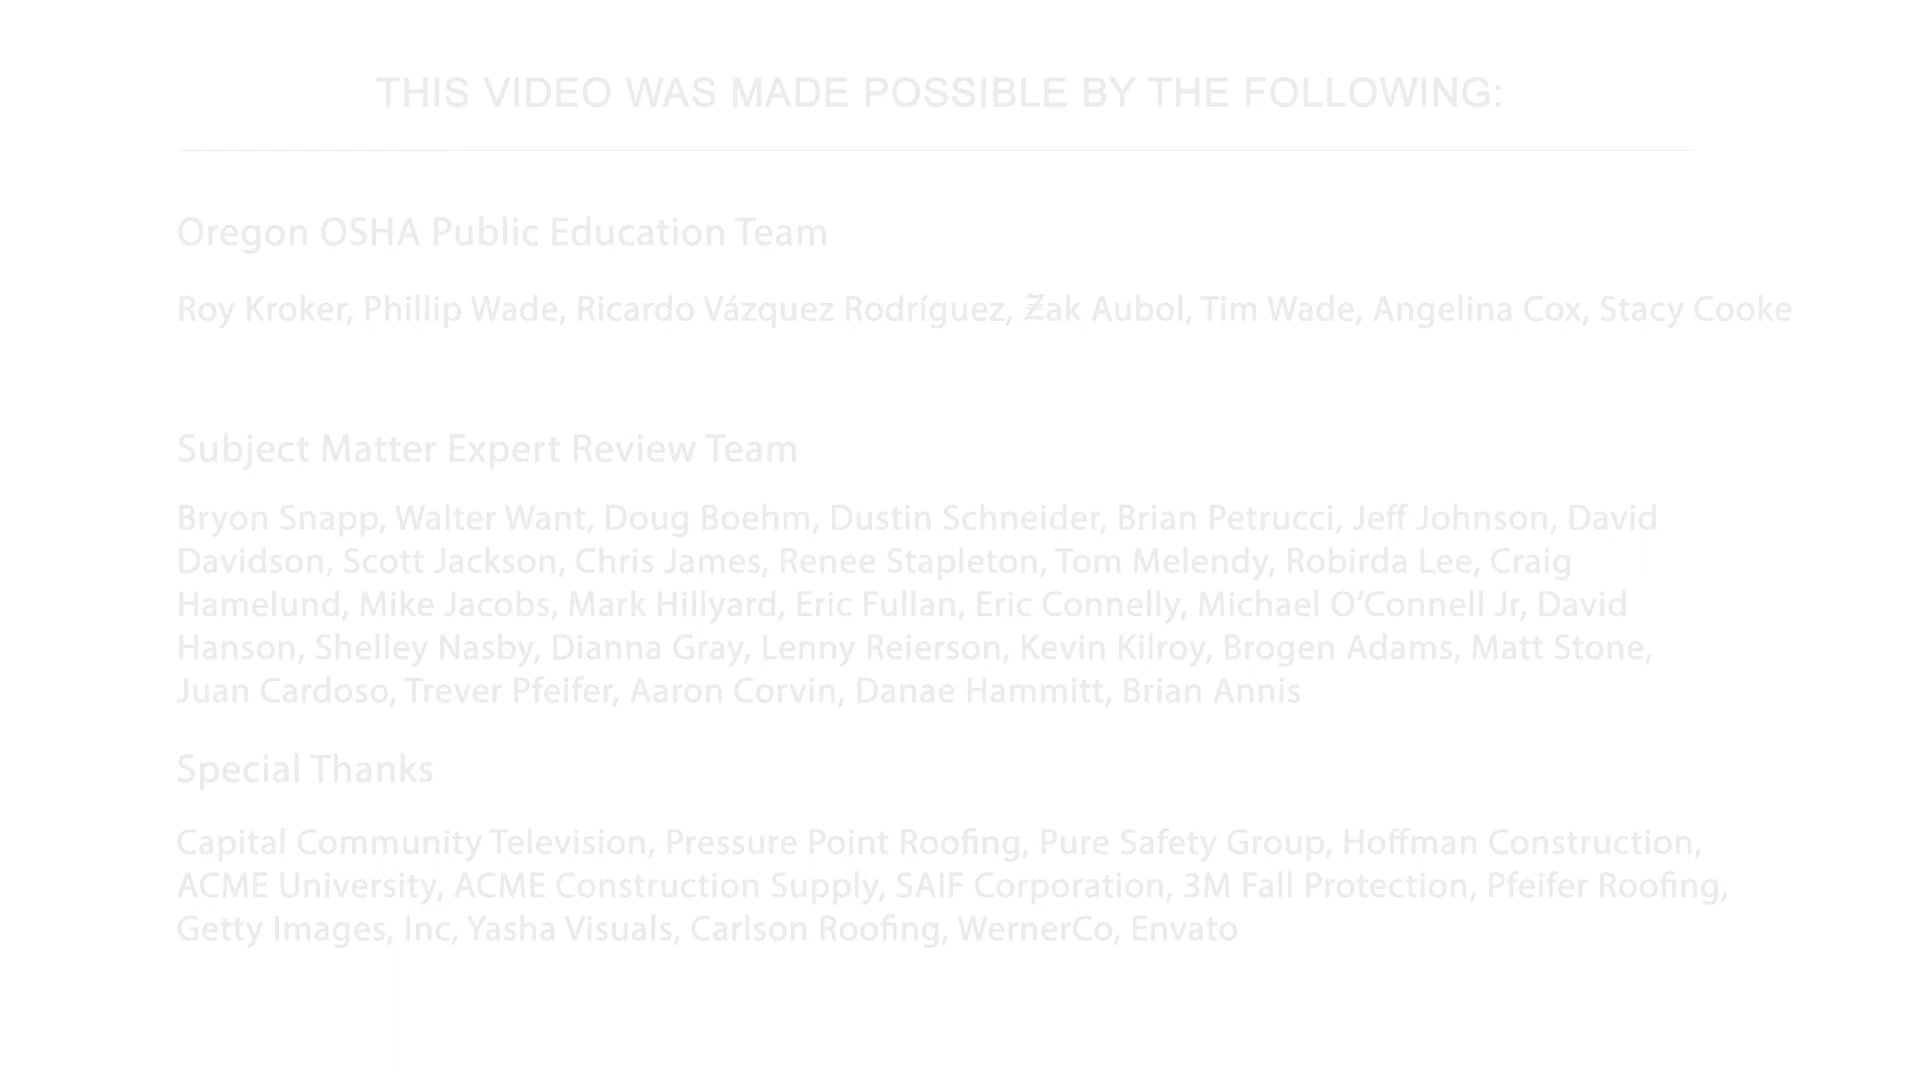 THIS VIDEO WAS MADE POSSIBLE BY THE FOLLOWING:
Oregon OSHA Public Education Team
Roy Kroker, Phillip Wade, Ricardo Vázquez Rodríguez, Zak Aubol, Tim Wade, Angelina Cox, Stacy Cooke
Subject Matter Expert Review Team
Bryon Snapp, Walter Want, Doug Boehm, Dustin Schneider, Brian Petrucci, Jeff Johnson, David
Davidson, Scott Jackson, Chris James, Renee Stapleton, Tom Melendy, Robirda Lee, Craig
Hamelund, Mike Jacobs, Mark Hillyard, Eric Fullan, Eric Connelly, Michael O’Connell Jr, David
Hanson, Shelley Nasby, Dianna Gray, Lenny Reierson, Kevin Kilroy, Brogen Adams, Matt Stone,
Juan Cardoso, Trever Pfeifer, Aaron Corvin, Danae Hammitt, Brian Annis
Special Thanks
Capital Community Television, Pressure Point Roofing, Pure Safety Group, Hoffman Construction,
ACME University, ACME Construction Supply, SAIF Corporation, 3M Fall Protection, Pfeifer Roofing,
Getty Images, Inc, Yasha Visuals, Carlson Roofing, WernerCo, Envato